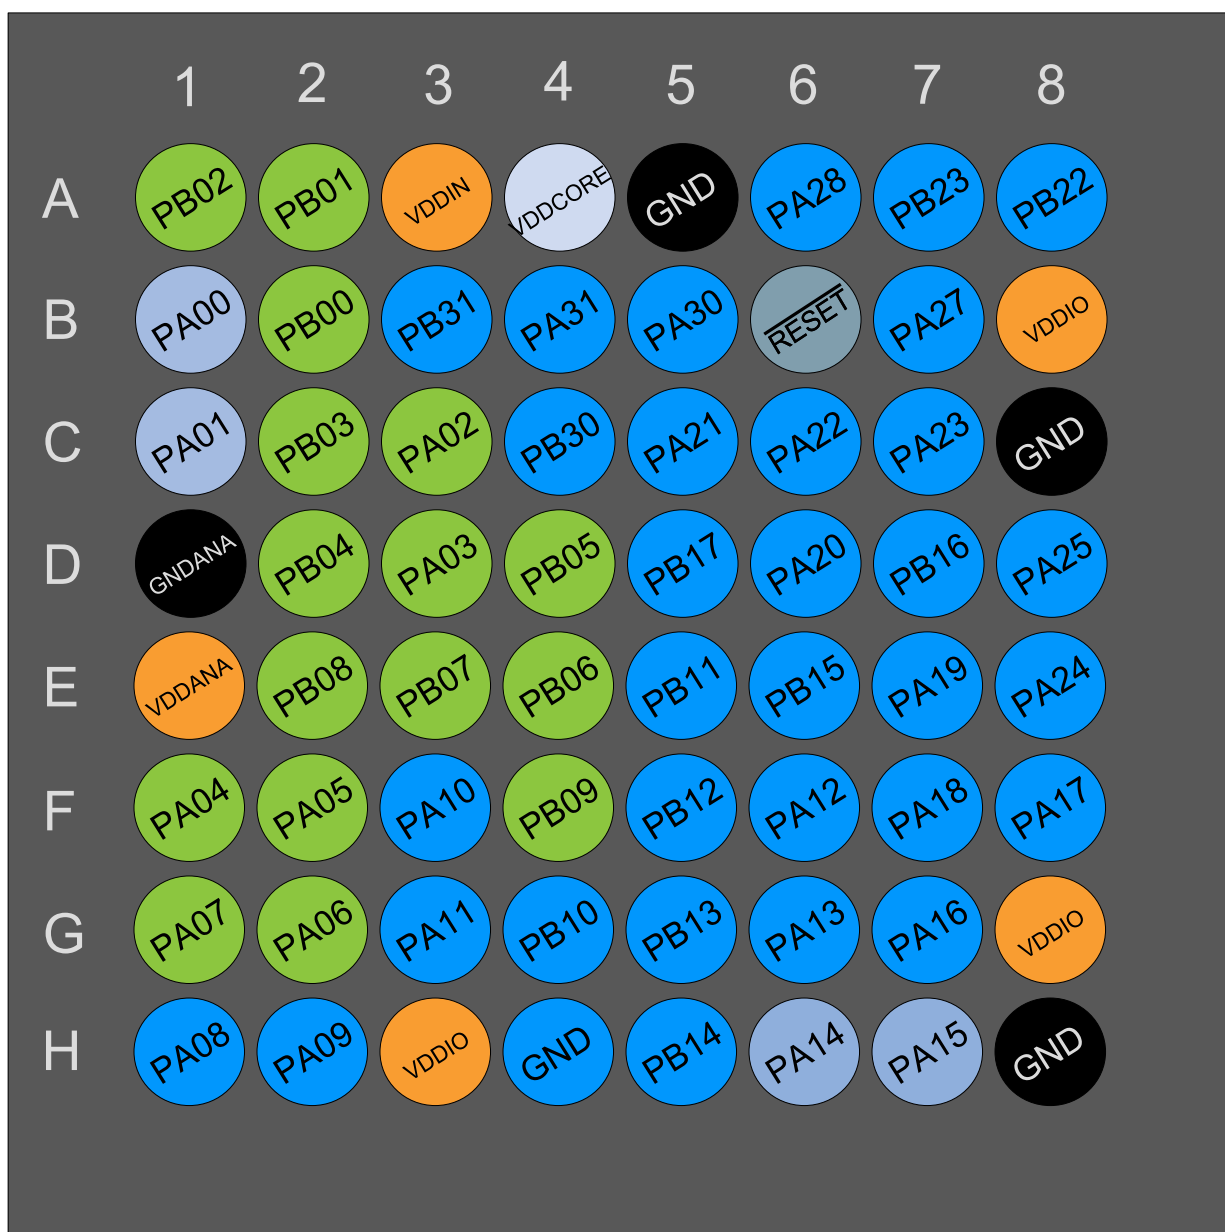 1 2 3 4 5 6 7 8
A PB02 PB01 VDDIN VDDCORE GND PA28 PB23 PB22
B PA00 PB00 PB31 PA31 PA30 RESET PA27 VDDIO
C PA01 PB03 PA02 PB30 PA21 PA22 PA23 GND
D GNDANA PB04 PA03 PB05 PB17 PA20 PB16 PA25
E VDDANA PB08 PB07 PB06 PB11 PB15 PA19 PA24
F PA04 PA05 PA10 PB09 PB12 PA12 PA18 PA17
G PA07 PA06 PA11 PB10 PB13 PA13 PA16 VDDIO
H PA08 PA09 VDDIO GND PB14 PA14 PA15 GND